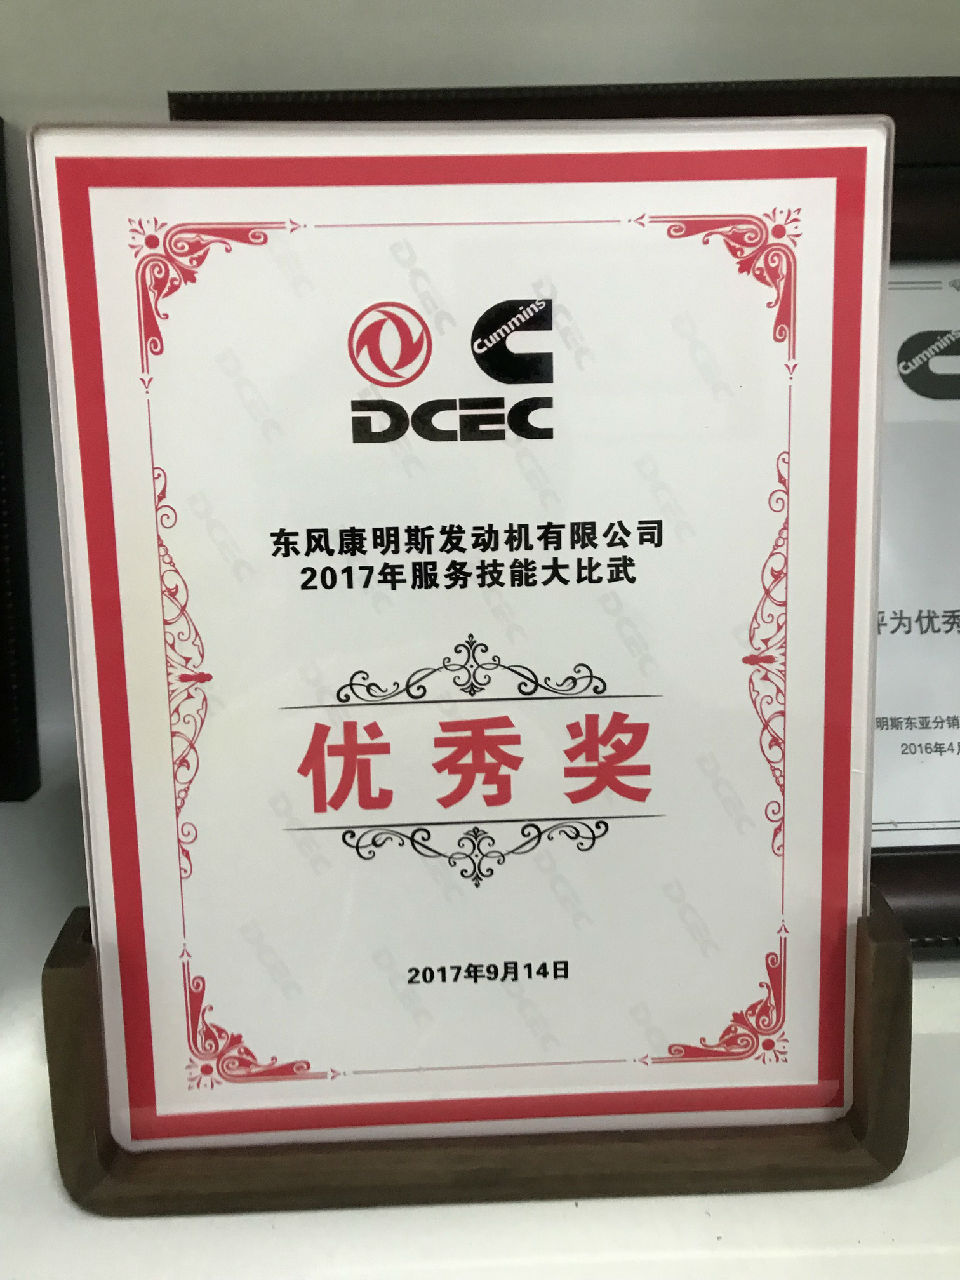 Cummins
DCEC
东风康明斯发动机有限公司
2017年服务技能大比武
优秀奖
2017年9月14日
Cummins
为优秀
明斯东亚分销
2016年4月